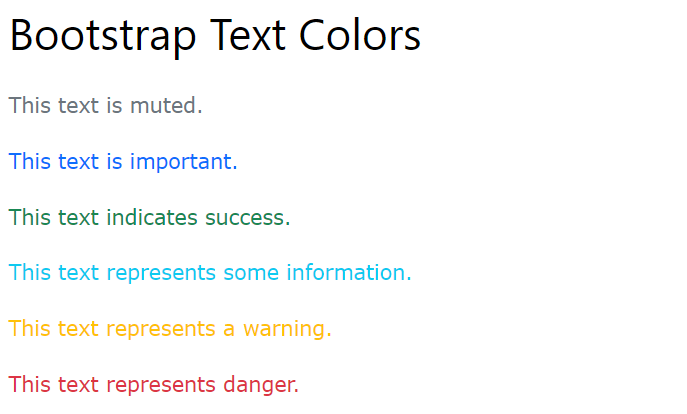 Bootstrap Text Colors
This text is muted.
This text is important.
This text indicates success.
This text represents some information.
This text represents a warning.
This text represents danger.